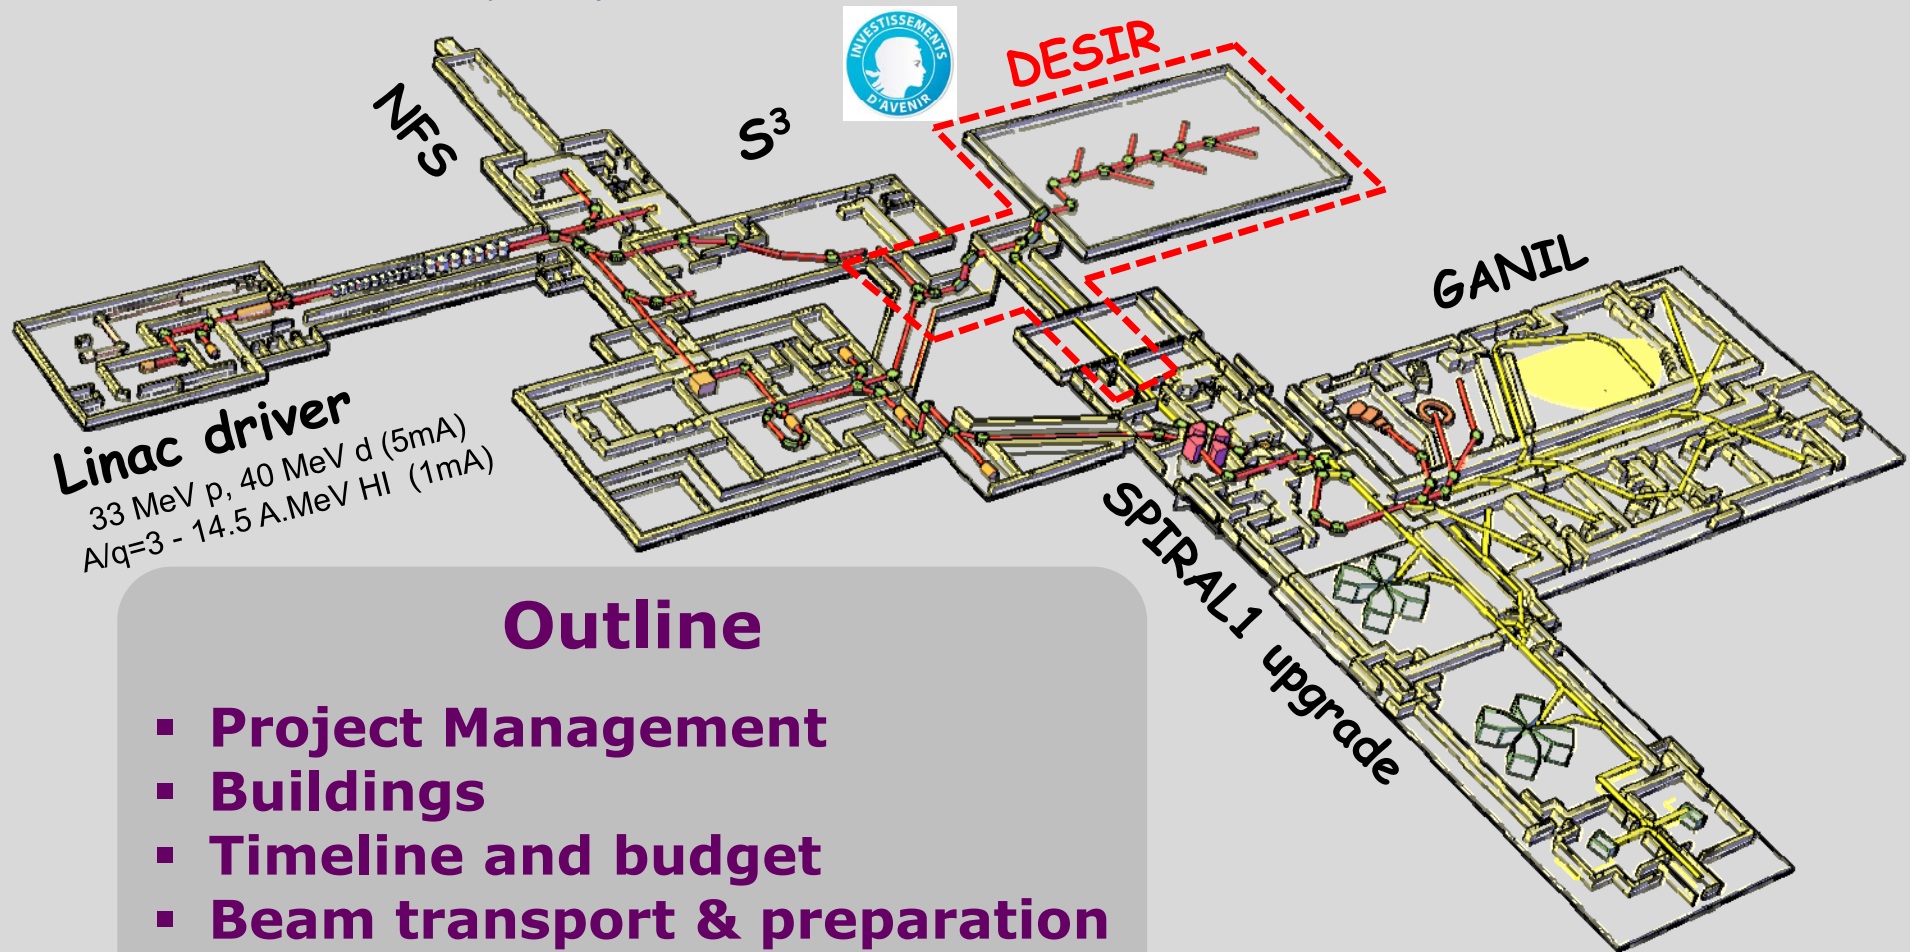 INVESTISSEMENTS D'AVENIR
DESIR
NFS
S³
GANIL
Linac driver
33 MeV p, 40 MeV d (5mA)
A/q=3 - 14.5 A.MeV HI (1mA)
SPIRAL1 upgrade
Outline
▪ Project Management
▪ Buildings
▪ Timeline and budget
▪ Beam transport & preparation